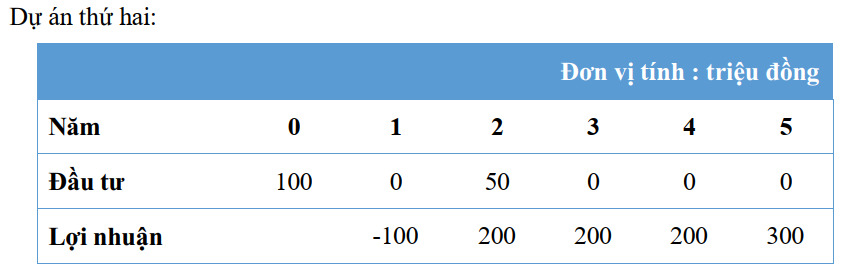 Dự án thứ hai:
Đơn vị tính : triệu đồng
Năm 0 1 2 3 4 5
Đầu tư 100 0 50 0 0 0
Lợi nhuận -100 200 200 200 300